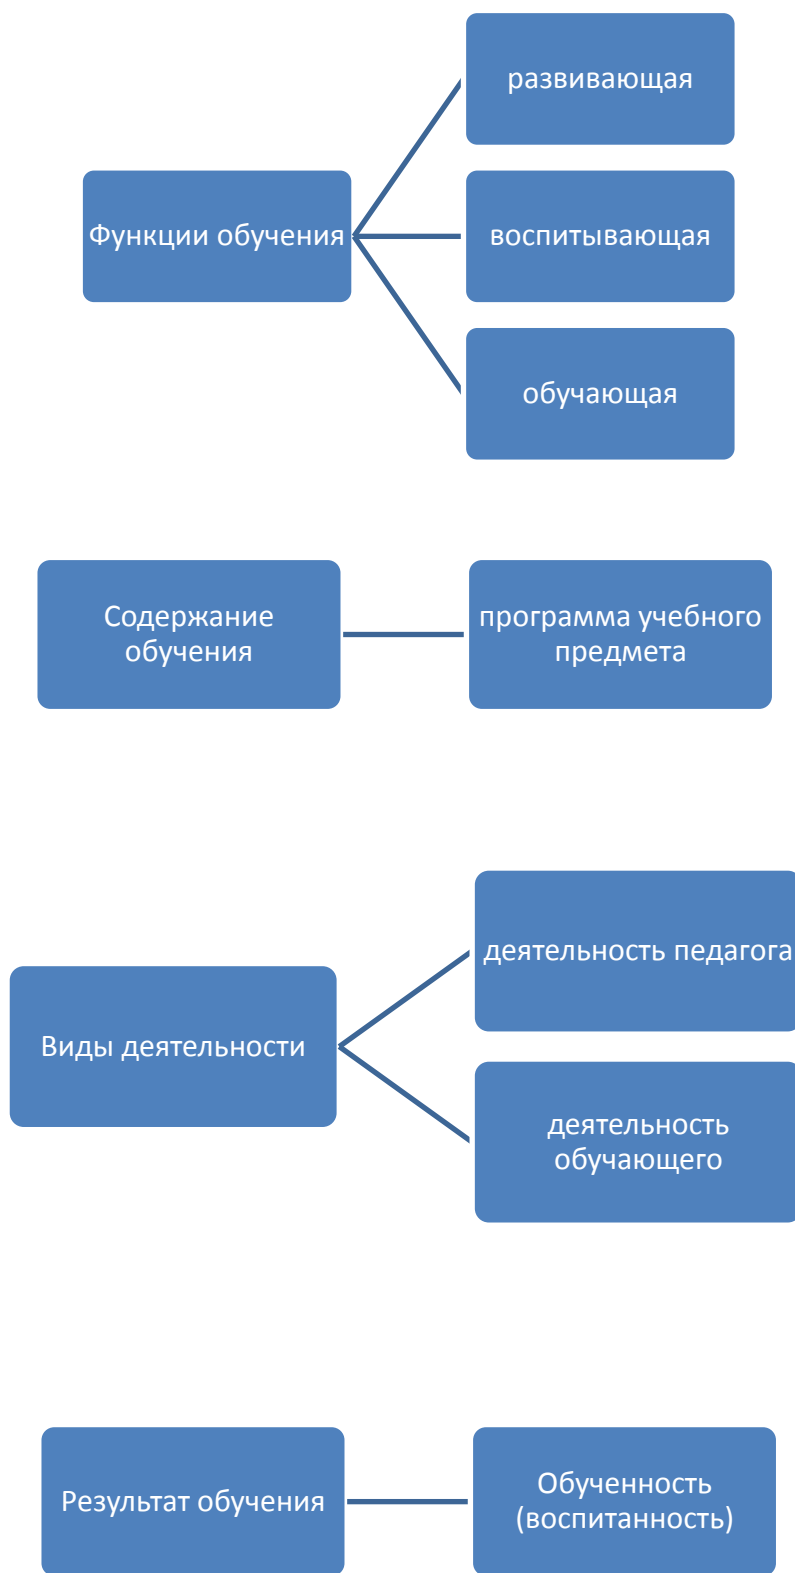 развивающая
Функции обучения
воспитывающая
обучающая
Содержание
обучения
программа учебного
предмета
деятельность педагога
Виды деятельности
деятельность
обучающего
Результат обучения
Обученность
(воспитанность)